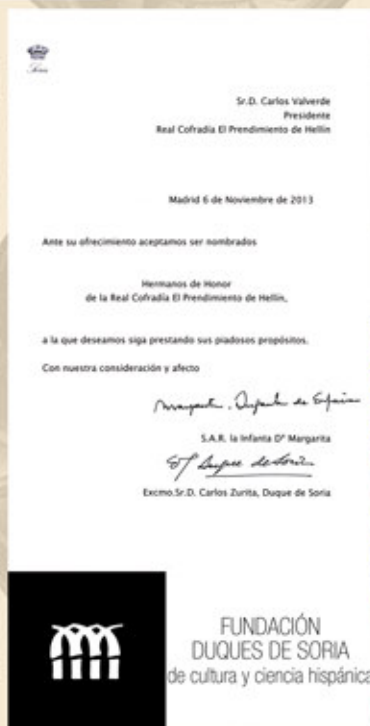 Soria
Sr.D. Carlos Valverde
Presidente
Real Cofradía El Prendimiento de Hellín
Madrid 6 de Noviembre de 2013
Ante su ofrecimiento aceptamos ser nombrados
Hermanos de Honor
de la Real Cofradía El Prendimiento de Hellín,
a la que deseamos siga prestando sus piadosos propósitos.
Con nuestra consideración y afecto
Margarita, Infanta de España
S.A.R. la Infanta Dª Margarita
El Duque de Soria
Excmo.Sr.D. Carlos Zurita, Duque de Soria
FUNDACIÓN
DUQUES DE SORIA
de cultura y ciencia hispánica